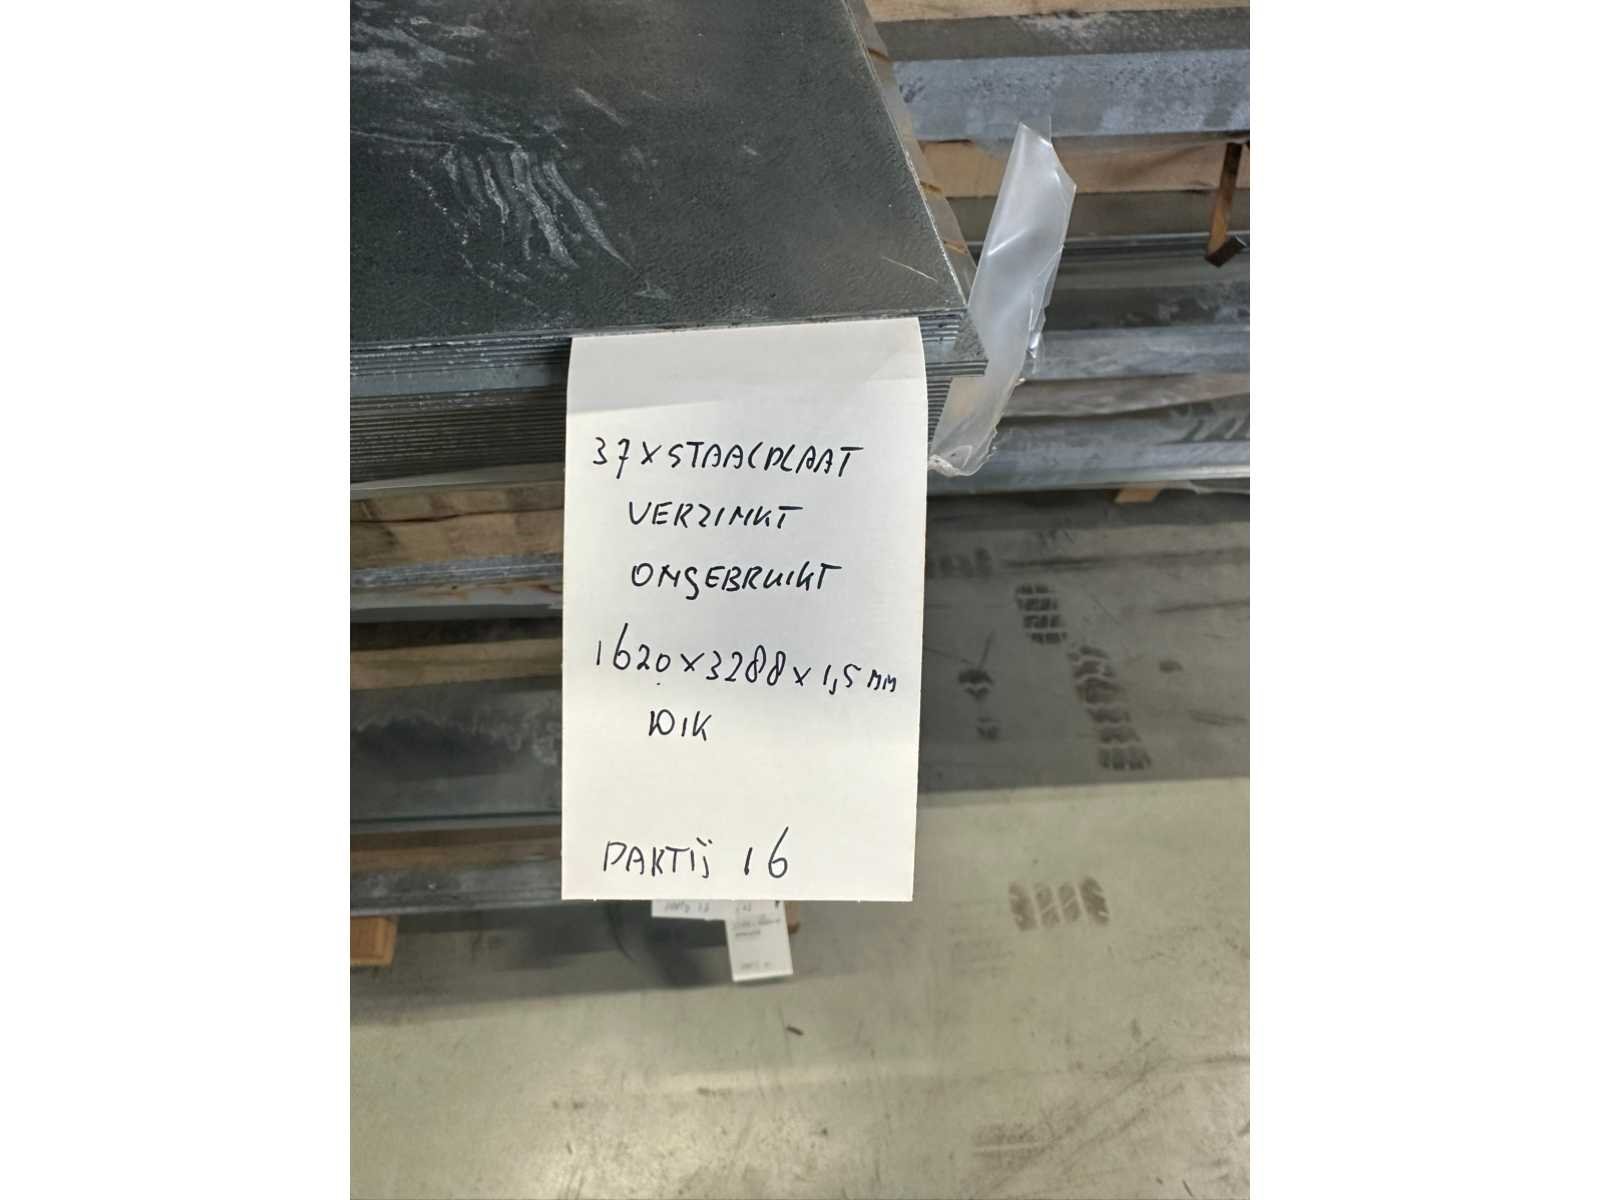 37 x STAALPLAAT
VERZINKT
ONGEBRUIKT
1620 x 3288 x 1,5 MM
DIK
PARTIJ 16